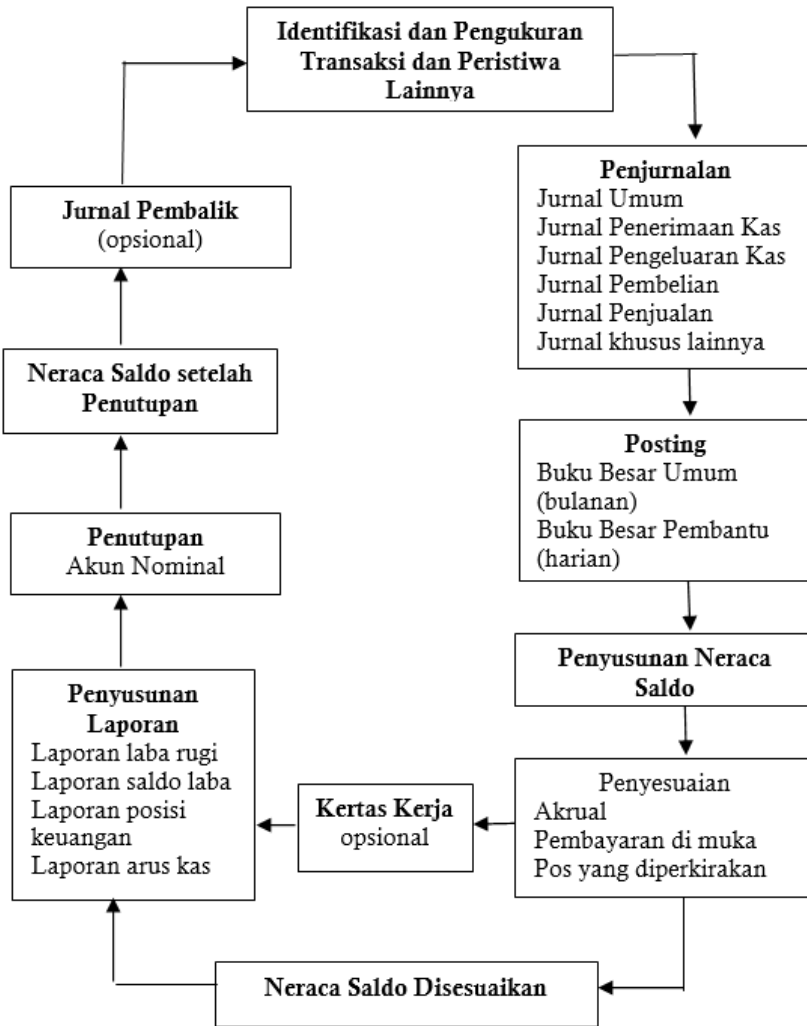 Identifikasi dan Pengukuran
Transaksi dan Peristiwa
Lainnya
Penjurnalan
Jurnal Umum
Jurnal Penerimaan Kas
Jurnal Pengeluaran Kas
Jurnal Pembelian
Jurnal Penjualan
Jurnal khusus lainnya
Posting
Buku Besar Umum
(bulanan)
Buku Besar Pembantu
(harian)
Penyusunan Neraca
Saldo
Penyesuaian
Akrual
Pembayaran di muka
Pos yang diperkirakan
Kertas Kerja
opsional
Neraca Saldo Disesuaikan
Penyusunan
Laporan
Laporan laba rugi
Laporan saldo laba
Laporan posisi
keuangan
Laporan arus kas
Penutupan
Akun Nominal
Neraca Saldo setelah
Penutupan
Jurnal Pembalik
(opsional)